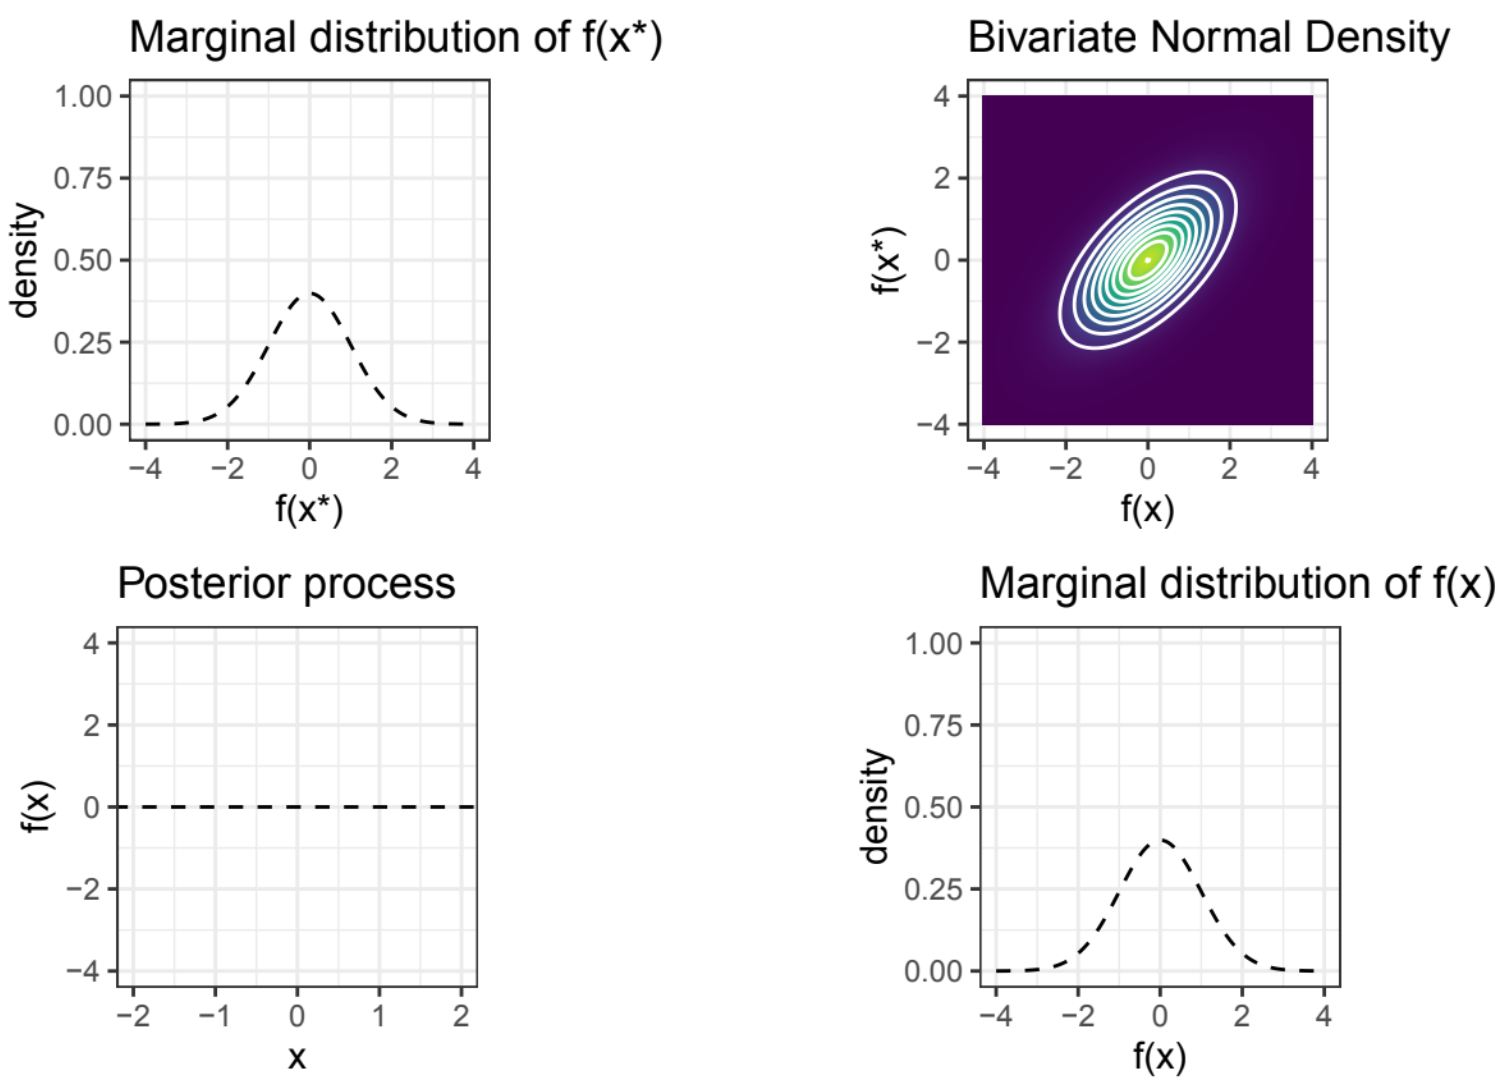 Marginal distribution of f(x*)
1.00
0.75
0.50
0.25
0.00
density
−4 −2 0 2 4
f(x*)
Bivariate Normal Density
4
2
0
−2
−4
f(x*)
−4 −2 0 2 4
f(x)
Posterior process
4
2
0
−2
−4
f(x)
−2 −1 0 1 2
x
Marginal distribution of f(x)
1.00
0.75
0.50
0.25
0.00
density
−4 −2 0 2 4
f(x)